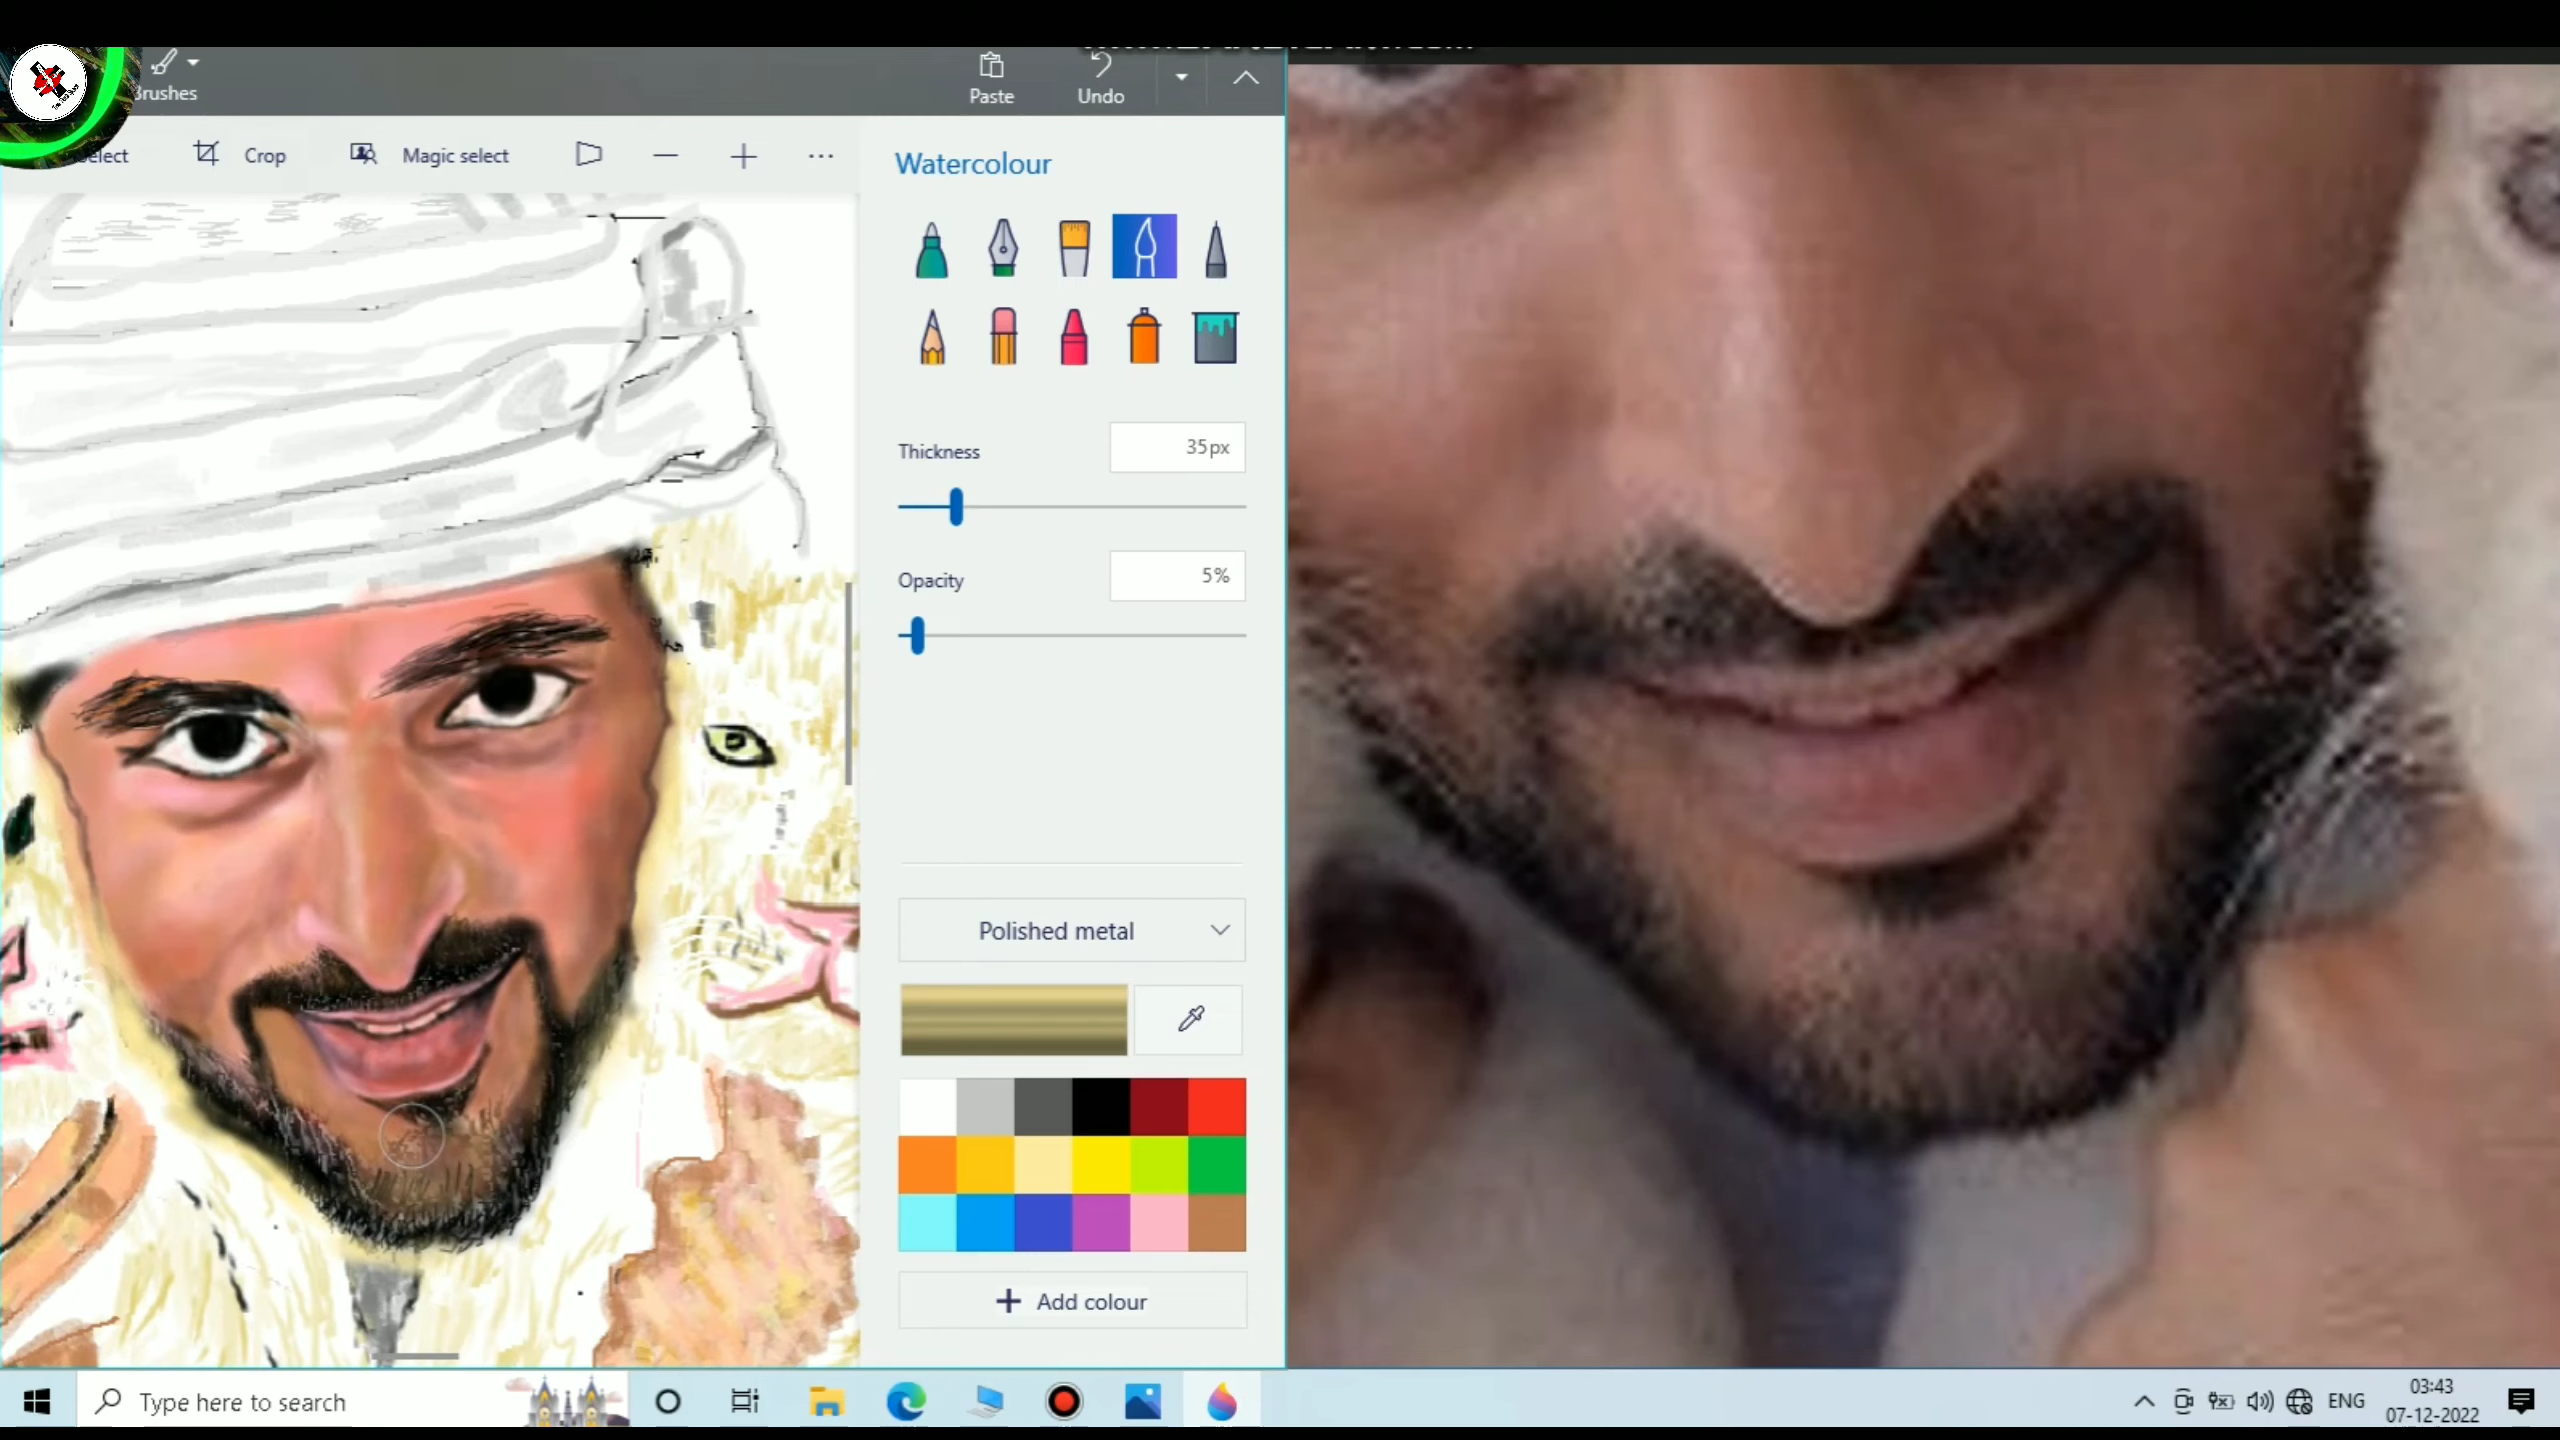 Brushes
Paste
Undo
Select
Crop
Magic select
Watercolour
Thickness
35px
Opacity
5%
Polished metal
Add colour
Type here to search
ENG
03:43
07-12-2022